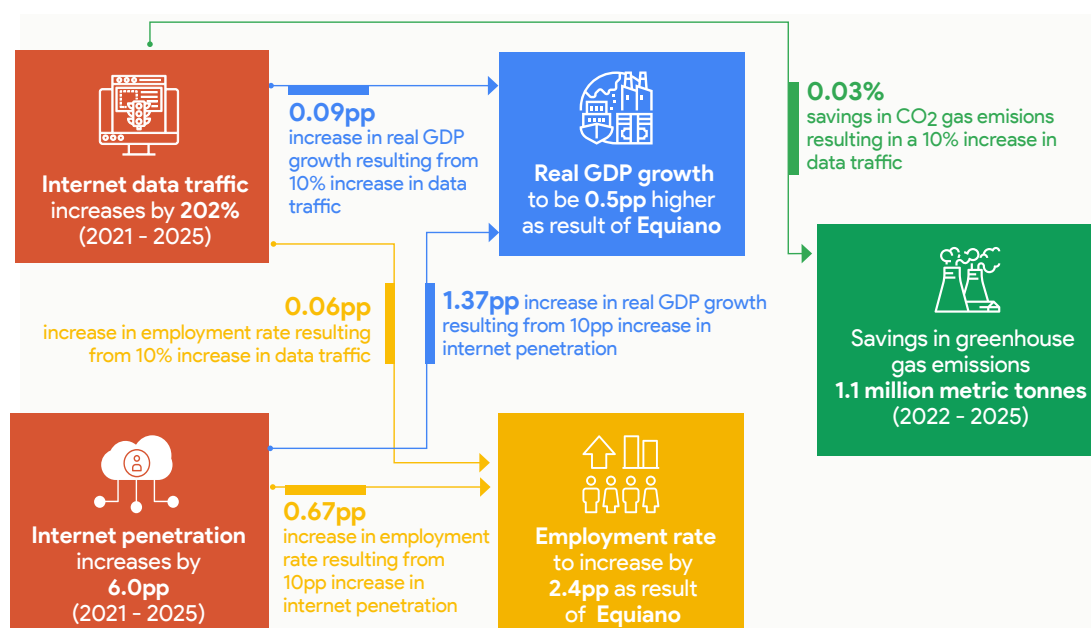 Internet data traffic
increases by 202%
(2021 - 2025)
0.09pp
increase in real GDP
growth resulting from
10% increase in data
traffic
Real GDP growth
to be 0.5pp higher
as result of Equiano
0.03%
savings in CO2 gas emisions
resulting in a 10% increase in
data traffic
0.06pp
increase in employment rate resulting
from 10% increase in data traffic
1.37pp increase in real GDP growth
resulting from 10pp increase in
internet penetration
Savings in greenhouse
gas emissions
1.1 million metric tonnes
(2022 - 2025)
Internet penetration
increases by
6.0pp
(2021 - 2025)
0.67pp
increase in employment
rate resulting from
10pp increase in
internet penetration
Employment rate
to increase by
2.4pp as result
of Equiano